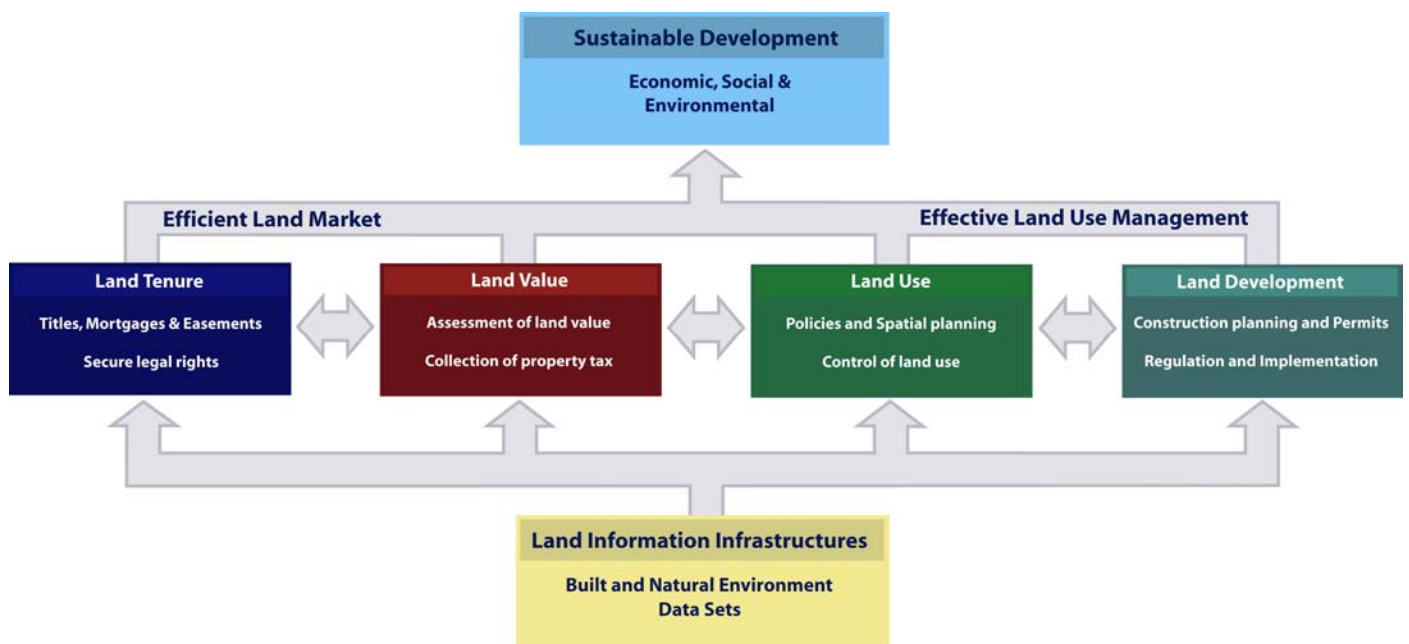 Sustainable Development
Economic, Social &
Environmental
Efficient Land Market
Effective Land Use Management
Land Tenure
Titles, Mortgages & Easements
Secure legal rights
Land Value
Assessment of land value
Collection of property tax
Land Use
Policies and Spatial planning
Control of land use
Land Development
Construction planning and Permits
Regulation and Implementation
Land Information Infrastructures
Built and Natural Environment
Data Sets